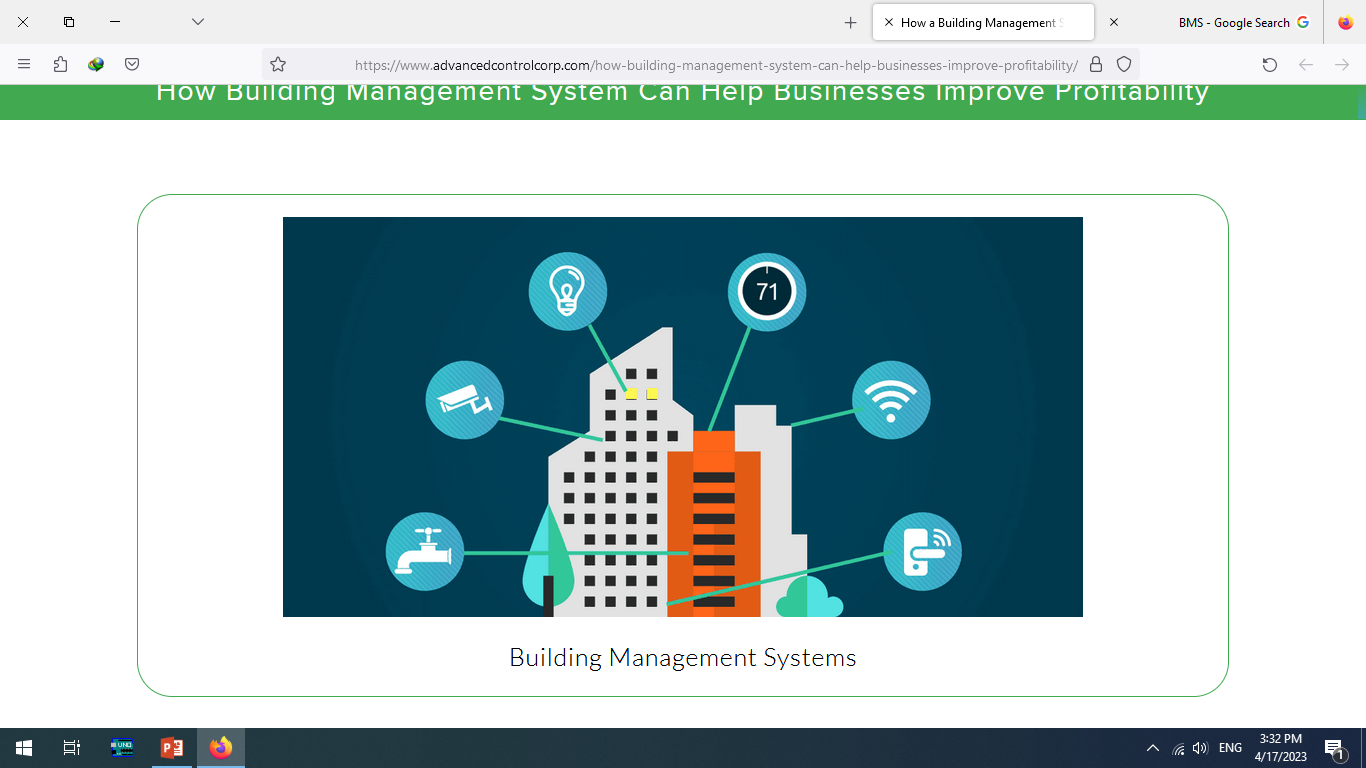 How a Building Management S
BMS - Google Search
https://www.advancedcontrolcorp.com/how-building-management-system-can-help-businesses-improve-profitability/
How Building Management System Can Help Businesses Improve Profitability
71
Building Management Systems
UNO
P
ENG
3:32 PM
4/17/2023
1